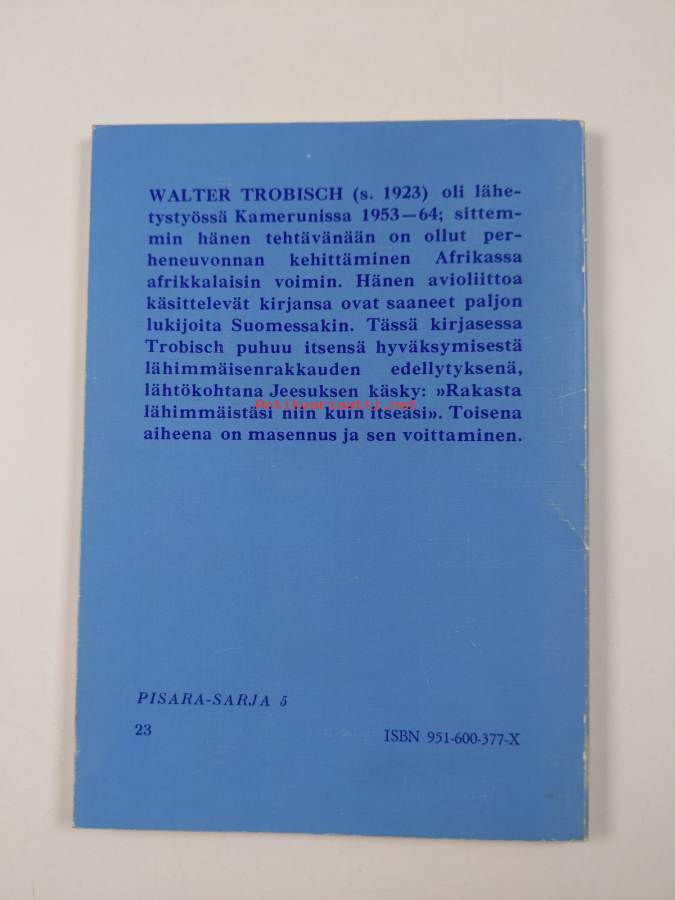 WALTER TROBISCH (s. 1923) oli lähe-
tystyössä Kamerunissa 1953—64; sittem-
min hänen tehtävänään on ollut per-
heneuvonnan kehittäminen Afrikassa
afrikkalaisin voimin. Hänen avioliittoa
käsittelevät kirjansa ovat saaneet paljon
lukijoita Suomessakin. Tässä kirjasessa
Trobisch puhuu itsensä hyväksymisestä
lähimmäisenrakkauden edellytyksenä,
lähtökohtana Jeesuksen käsky: »Rakasta
lähimmäistäsi niin kuin itseäsi». Toisena
aiheena on masennus ja sen voittaminen.
PISARA-SARJA 5
23
ISBN 951-600-377-X